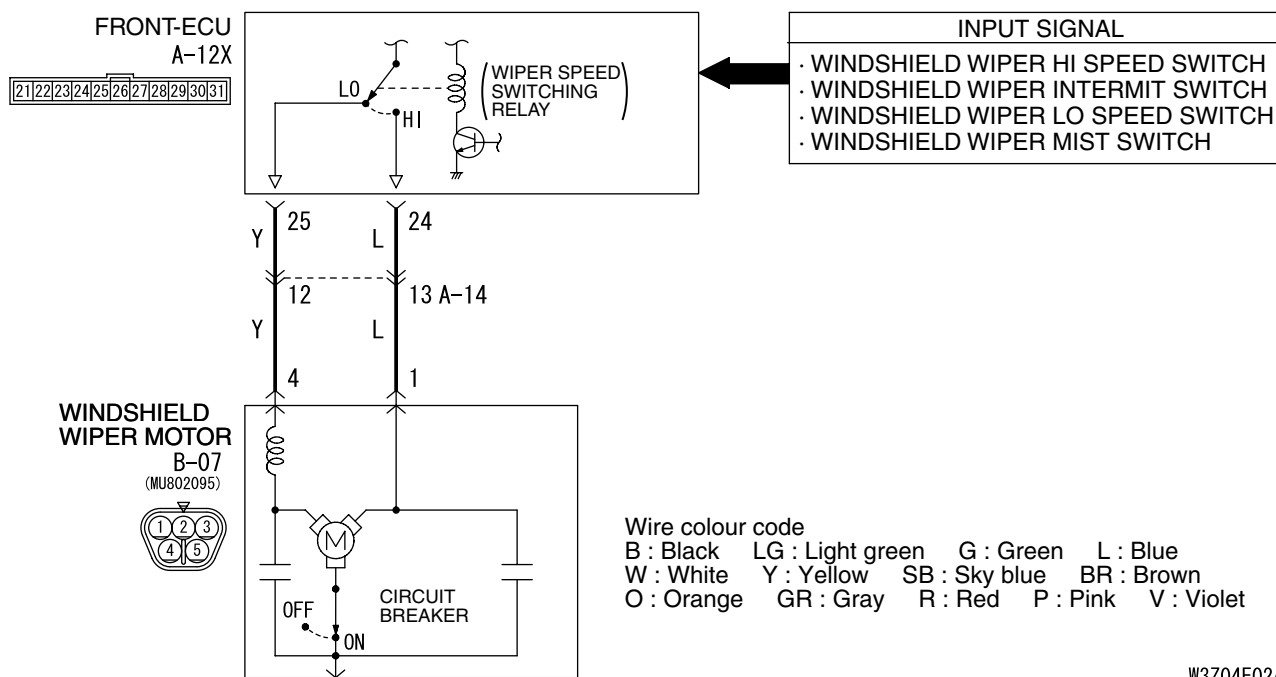 FRONT-ECU
A-12X
21 22 23 24 25 26 27 28 29 30 31
LO
HI
(WIPER SPEED
SWITCHING
RELAY)
INPUT SIGNAL
· WINDSHIELD WIPER HI SPEED SWITCH
· WINDSHIELD WIPER INTERMIT SWITCH
· WINDSHIELD WIPER LO SPEED SWITCH
· WINDSHIELD WIPER MIST SWITCH
25 24
Y L
12 13 A-14
Y L
4 1
WINDSHIELD
WIPER MOTOR
B-07
(MU802095)
1 2 3
4 5
M
CIRCUIT
BREAKER
OFF
ON
Wire colour code
B : Black LG : Light green G : Green L : Blue
W : White Y : Yellow SB : Sky blue BR : Brown
O : Orange GR : Gray R : Red P : Pink V : Violet